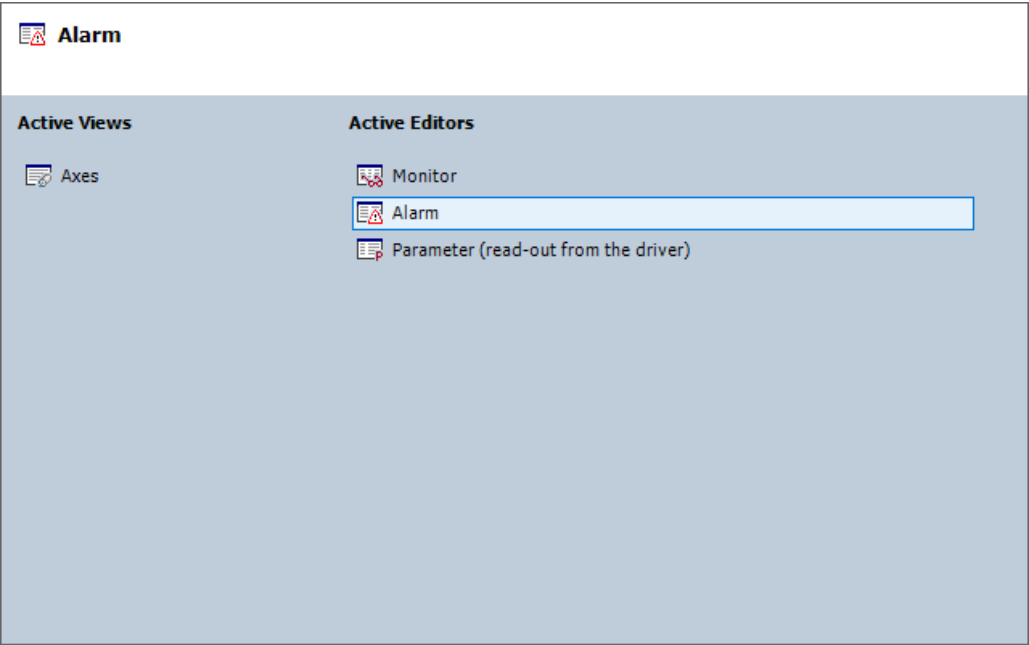 Alarm
Active Views
Active Editors
Axes
Monitor
Alarm
Parameter (read-out from the driver)